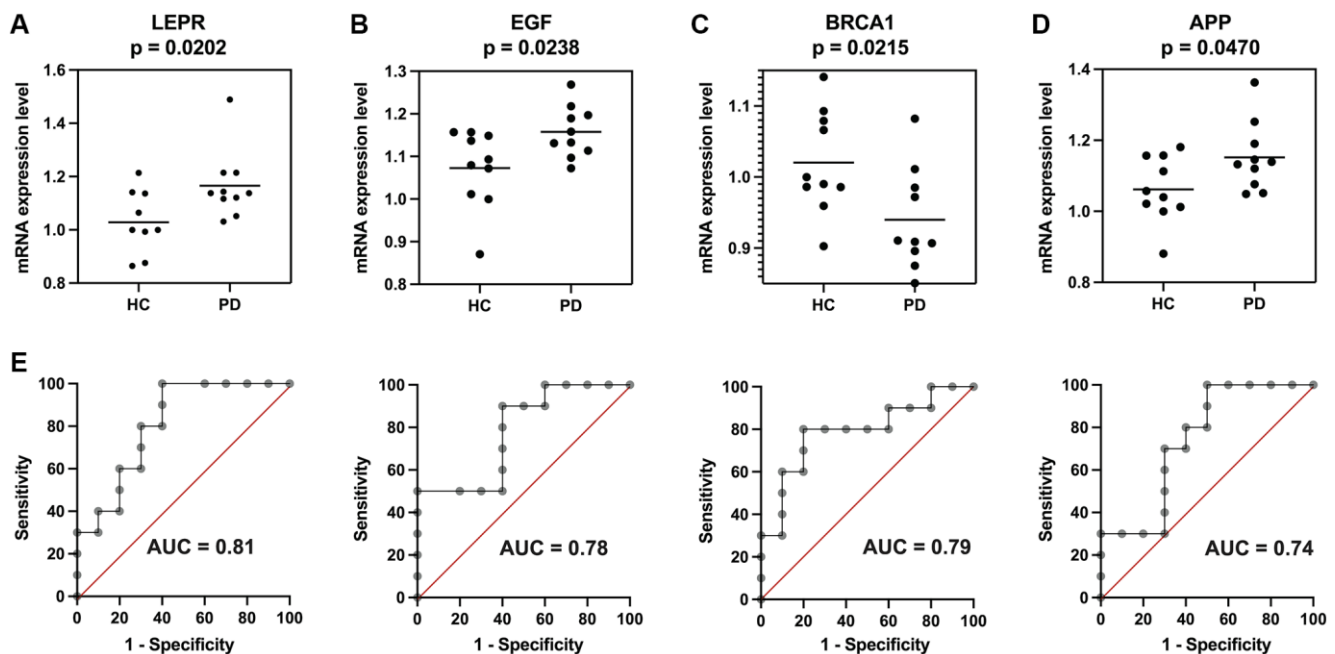 A
LEPR
p = 0.0202
mRNA expression level
1.6
1.4
1.2
1.0
0.8
HC
PD
B
EGF
p = 0.0238
mRNA expression level
1.3
1.2
1.1
1.0
0.9
0.8
HC
PD
C
BRCA1
p = 0.0215
mRNA expression level
1.1
1.0
0.9
HC
PD
D
APP
p = 0.0470
mRNA expression level
1.4
1.2
1.0
0.8
HC
PD
E
Sensitivity
100
80
60
40
20
0
AUC = 0.81
0 20 40 60 80 100
1 - Specificity
Sensitivity
100
80
60
40
20
0
AUC = 0.78
0 20 40 60 80 100
1 - Specificity
Sensitivity
100
80
60
40
20
0
AUC = 0.79
0 20 40 60 80 100
1 - Specificity
Sensitivity
100
80
60
40
20
0
AUC = 0.74
0 20 40 60 80 100
1 - Specificity